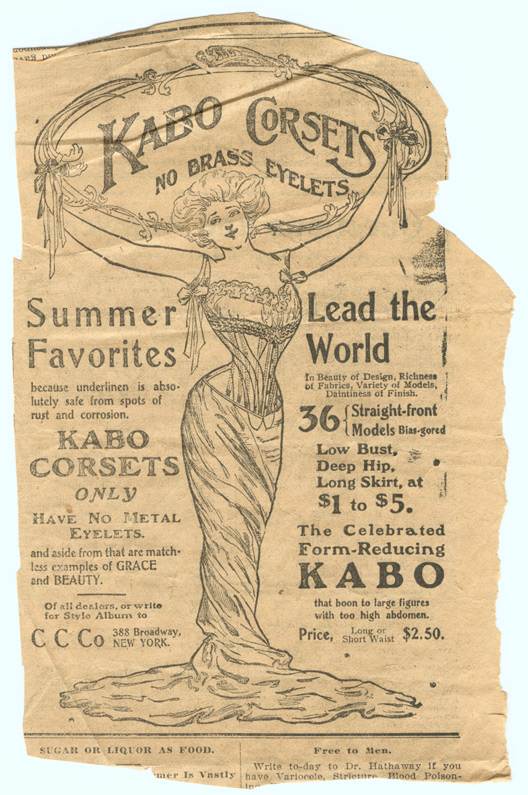 KABO CORSETS
NO BRASS EYELETS
Summer
Favorites
because underlinen is abso-
lutely safe from spots of
rust and corrosion.
KABO
CORSETS
ONLY
HAVE NO METAL
EYELETS.
and aside from that are match-
less examples of GRACE
and BEAUTY.
Of all dealers, or write
for Style Album to
C C Co 388 Broadway,
NEW YORK.
Lead the
World
In Beauty of Design, Richness
of Fabrics, Variety of Models,
Daintiness of Finish.
36 { Straight-front
Models Bias-gored
Low Bust,
Deep Hip,
Long Skirt, at
$1 to $5.
The Celebrated
Form-Reducing
KABO
that boon to large figures
with too high abdomen.
Price, Long or
Short Waist $2.50.
SUGAR OR LIQUOR AS FOOD.
mer Is Vastly
Free to Men.
Write to-day to Dr. Hathaway if you
have Varicocle, Stricture, Blood Poison-